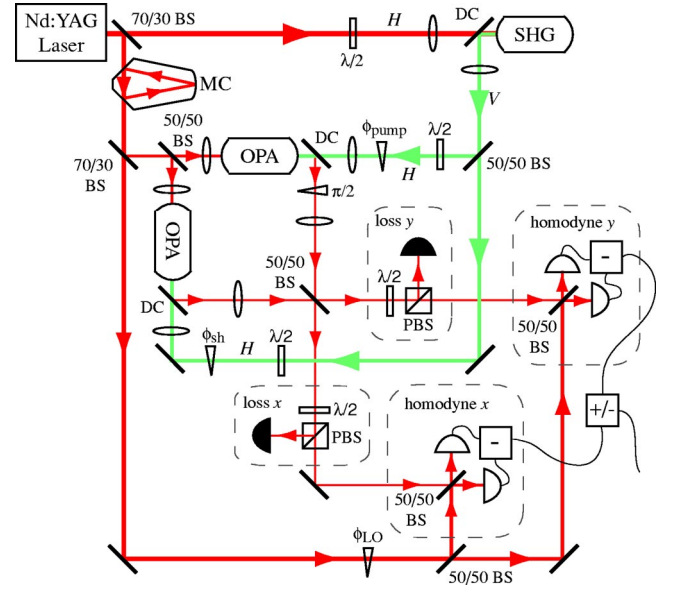 Nd:YAG
Laser
70/30 BS
λ/2
H
DC
SHG
MC
V
50/50
BS
70/30
BS
OPA
DC
ϕpump
λ/2
H
50/50 BS
π/2
OPA
50/50
BS
loss y
λ/2
PBS
homodyne y
-
50/50
BS
DC
ϕsh
H
λ/2
loss x
λ/2
PBS
homodyne x
-
+/-
50/50
BS
ϕLO
50/50 BS